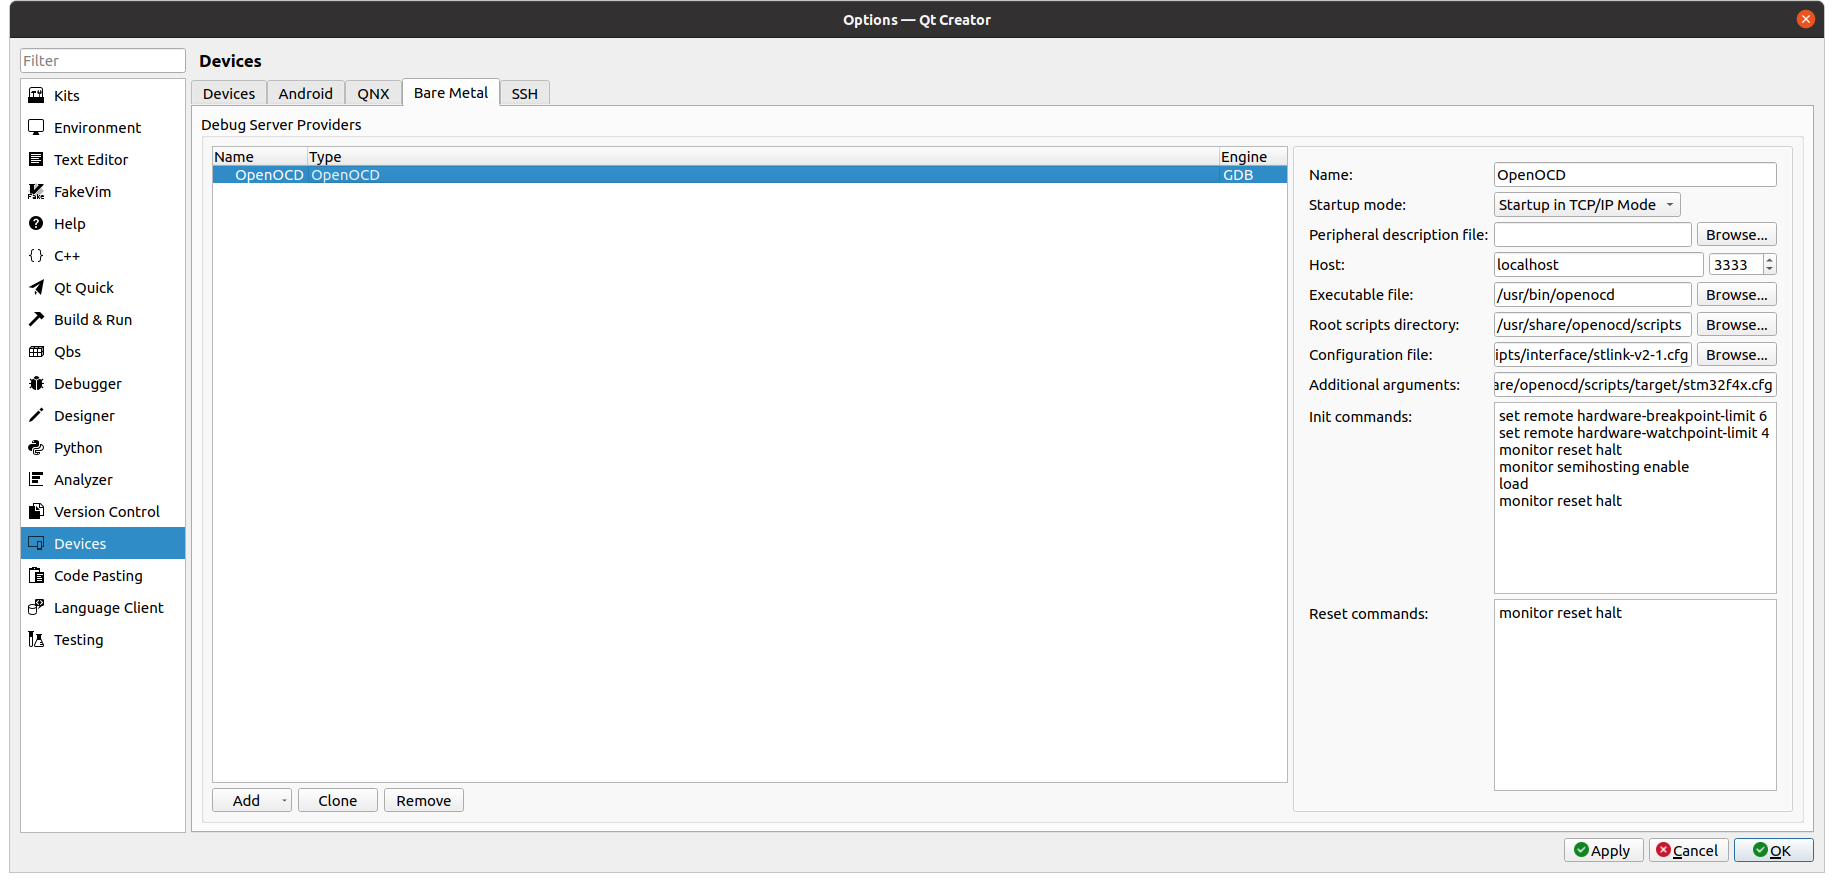 Options — Qt Creator
Filter
Kits
Environment
Text Editor
FakeVim
Help
C++
Qt Quick
Build & Run
Qbs
Debugger
Designer
Python
Analyzer
Version Control
Devices
Code Pasting
Language Client
Testing
Devices
Devices Android QNX Bare Metal SSH
Debug Server Providers
Name Type Engine
OpenOCD OpenOCD GDB
Add Clone Remove
Name: OpenOCD
Startup mode: Startup in TCP/IP Mode
Peripheral description file: Browse...
Host: localhost 3333
Executable file: /usr/bin/openocd Browse...
Root scripts directory: /usr/share/openocd/scripts Browse...
Configuration file: ipts/interface/stlink-v2-1.cfg Browse...
Additional arguments: are/openocd/scripts/target/stm32f4x.cfg
Init commands: set remote hardware-breakpoint-limit 6
set remote hardware-watchpoint-limit 4
monitor reset halt
monitor semihosting enable
load
monitor reset halt
Reset commands: monitor reset halt
Apply Cancel OK